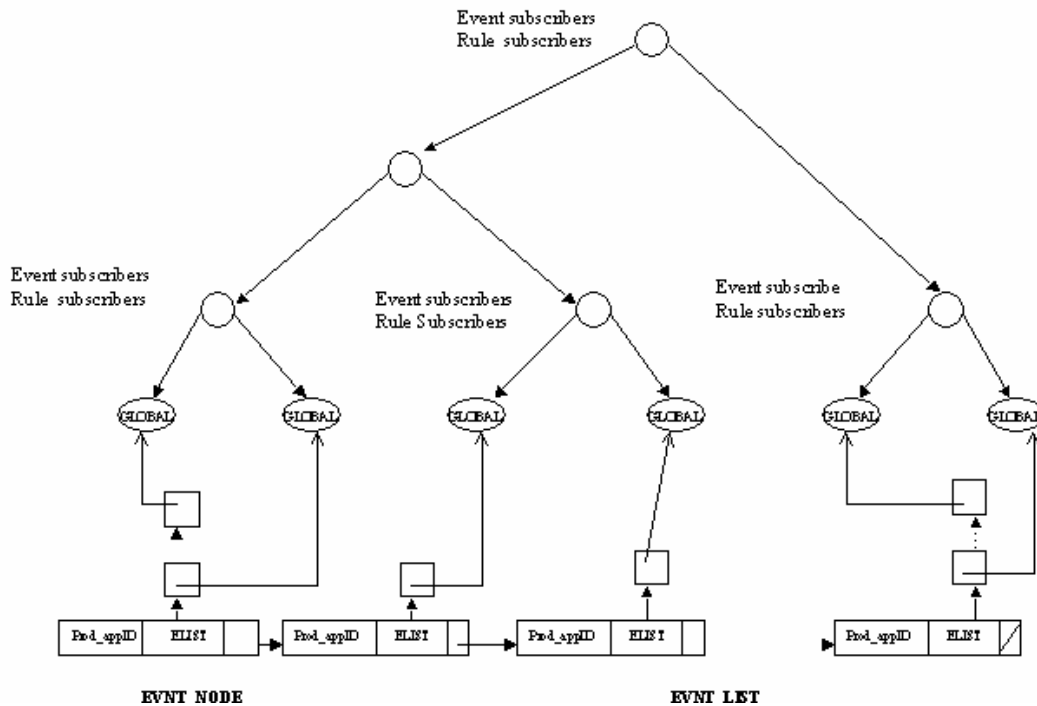 Event subscribers
Rule subscribers
Event subscribers
Rule subscribers
Event subscribers
Rule Subscribers
Event subscribe
Rule subscribers
GLOBAL
GLOBAL
GLOBAL
GLOBAL
GLOBAL
GLOBAL
Prod_appID ELIST
Prod_appID ELIST
Prod_appID ELIST
Prod_appID ELIST
EVNT NODE
EVNT LIST